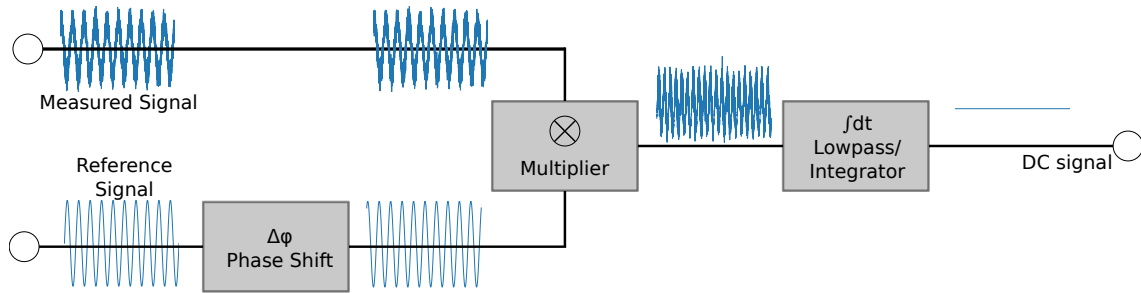 Measured Signal
Reference
Signal
Δφ
Phase Shift
⊗
Multiplier
∫dt
Lowpass/
Integrator
DC signal